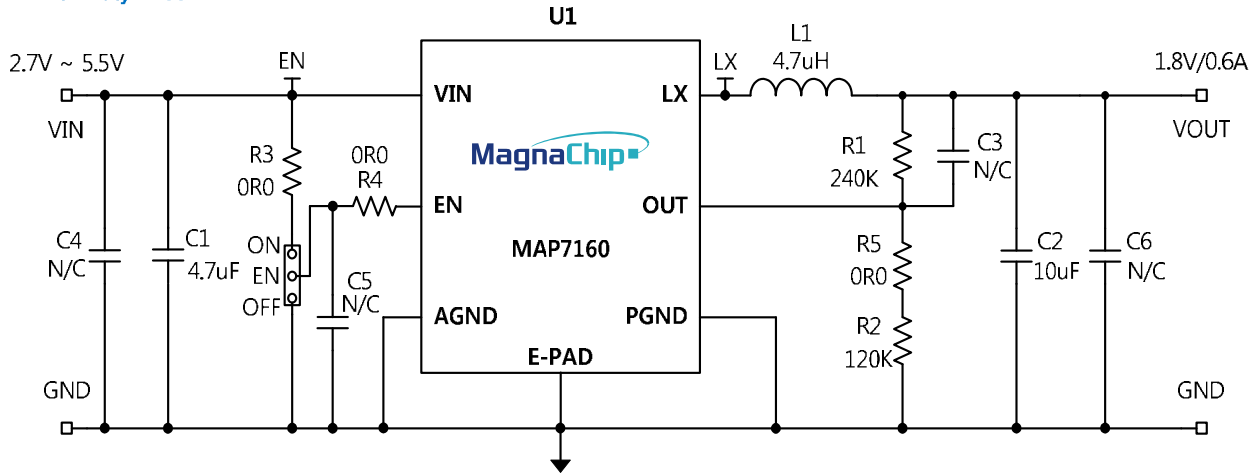 U1
2.7V ~ 5.5V
EN
LX
L1
4.7uH
1.8V/0.6A
VIN
VIN
LX
VOUT
MagnaChip
R3
0R0
0R0
R4
R1
240K
C3
N/C
EN
OUT
C4
N/C
C1
4.7uF
ON
EN
OFF
MAP7160
R5
0R0
C2
10uF
C6
N/C
C5
N/C
AGND
PGND
R2
120K
E-PAD
GND
GND